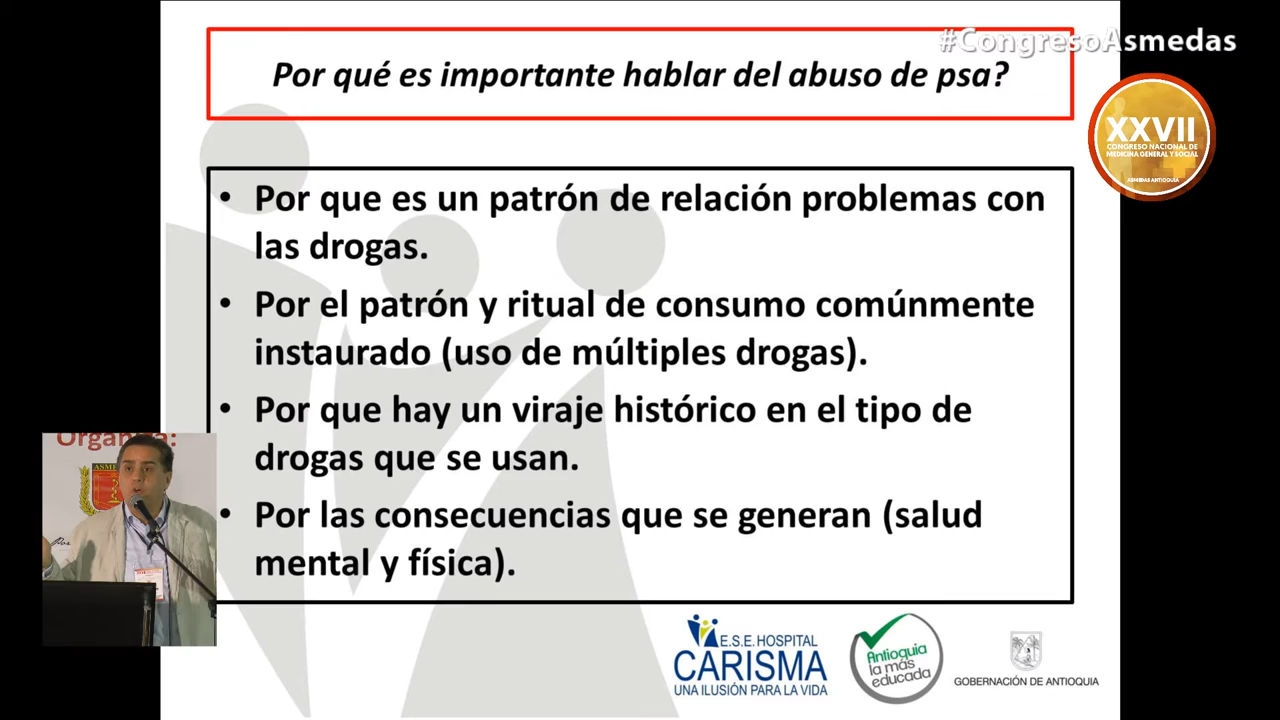 #CongresoAsmedas
Por qué es importante hablar del abuso de psa?
XXVII
CONGRESO NACIONAL DE
MEDICINA GENERAL Y SOCIAL
ASMEDAS ANTIOQUIA
• Por que es un patrón de relación problemas con
las drogas.
• Por el patrón y ritual de consumo comúnmente
instaurado (uso de múltiples drogas).
• Por que hay un viraje histórico en el tipo de
drogas que se usan.
• Por las consecuencias que se generan (salud
mental y física).
Organiza:
ASME
Por
E.S.E. HOSPITAL
CARISMA
UNA ILUSIÓN PARA LA VIDA
Antioquia
la más
educada
GOBERNACIÓN DE ANTIOQUIA